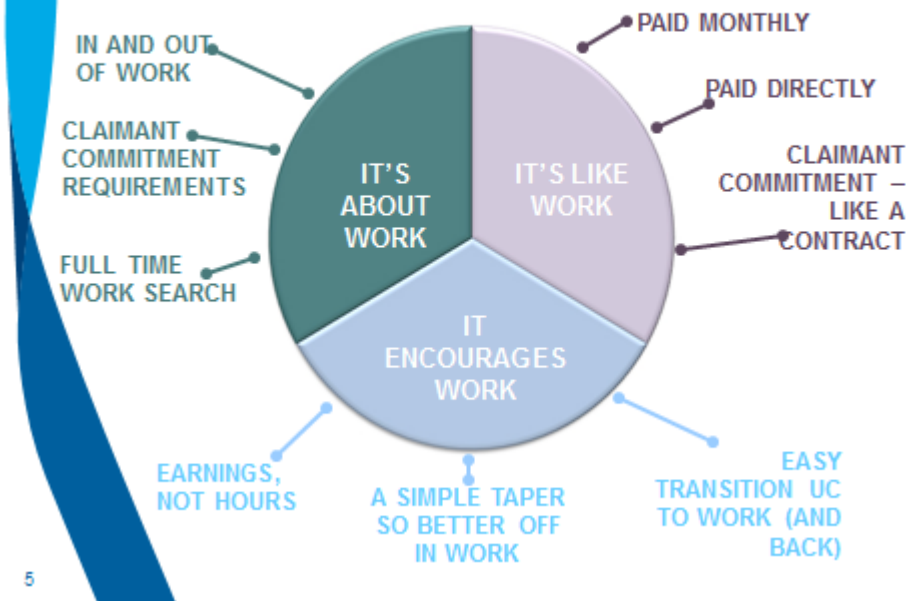 IN AND OUT
OF WORK
CLAIMANT
COMMITMENT
REQUIREMENTS
FULL TIME
WORK SEARCH
IT'S
ABOUT
WORK
IT'S LIKE
WORK
PAID MONTHLY
PAID DIRECTLY
CLAIMANT
COMMITMENT –
LIKE A
CONTRACT
IT
ENCOURAGES
WORK
EARNINGS,
NOT HOURS
A SIMPLE TAPER
SO BETTER OFF
IN WORK
EASY
TRANSITION UC
TO WORK (AND
BACK)
5